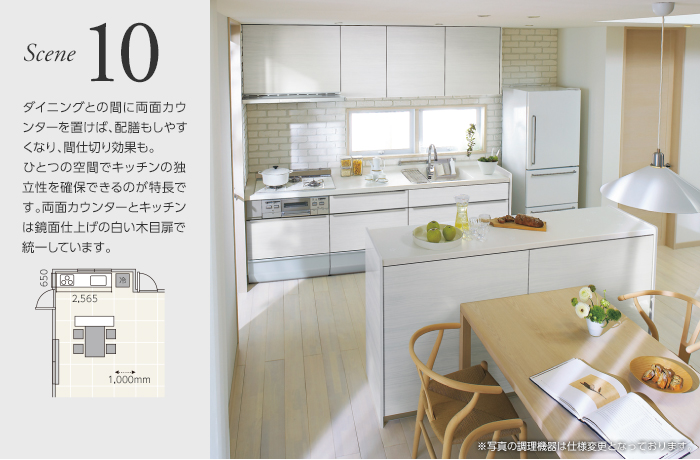 Scene 10
ダイニングとの間に両面カウ
ンターを置けば、配膳もしやす
くなり、間仕切り効果も。
ひとつの空間でキッチンの独
立性を確保できるのが特長で
す。両面カウンターとキッチン
は鏡面仕上げの白い木目扉で
統一しています。
650
冷
2,565
1,000mm
※写真の調理機器は仕様変更となっております。